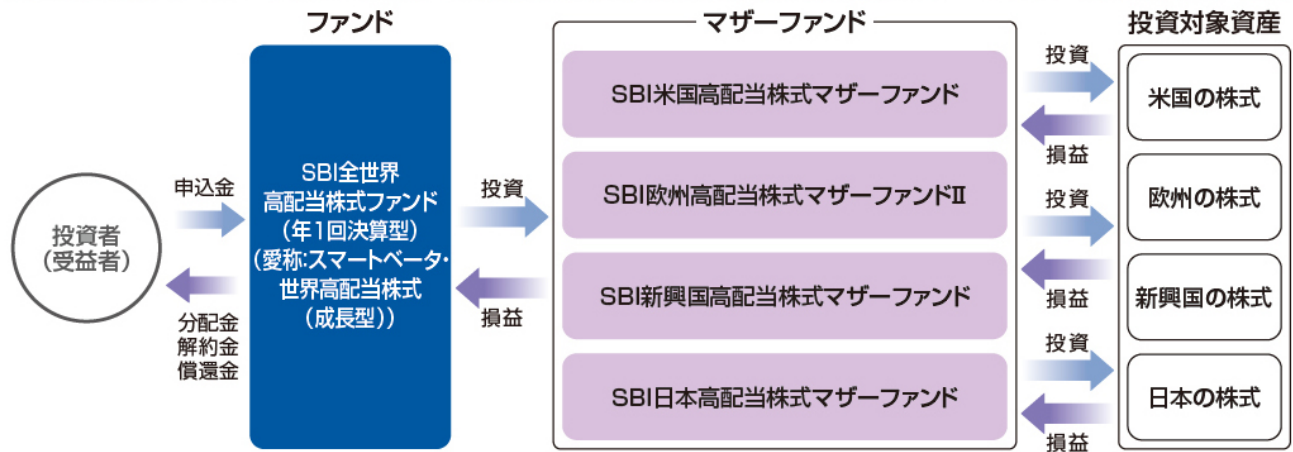 ファンド
マザーファンド
投資対象資産
投資者
(受益者)
申込金
分配金
解約金
償還金
SBI全世界
高配当株式ファンド
(年1回決算型)
(愛称:スマートベータ・
世界高配当株式
(成長型))
投資
損益
SBI米国高配当株式マザーファンド
SBI欧州高配当株式マザーファンドⅡ
SBI新興国高配当株式マザーファンド
SBI日本高配当株式マザーファンド
投資
損益
投資
損益
投資
損益
米国の株式
欧州の株式
新興国の株式
日本の株式